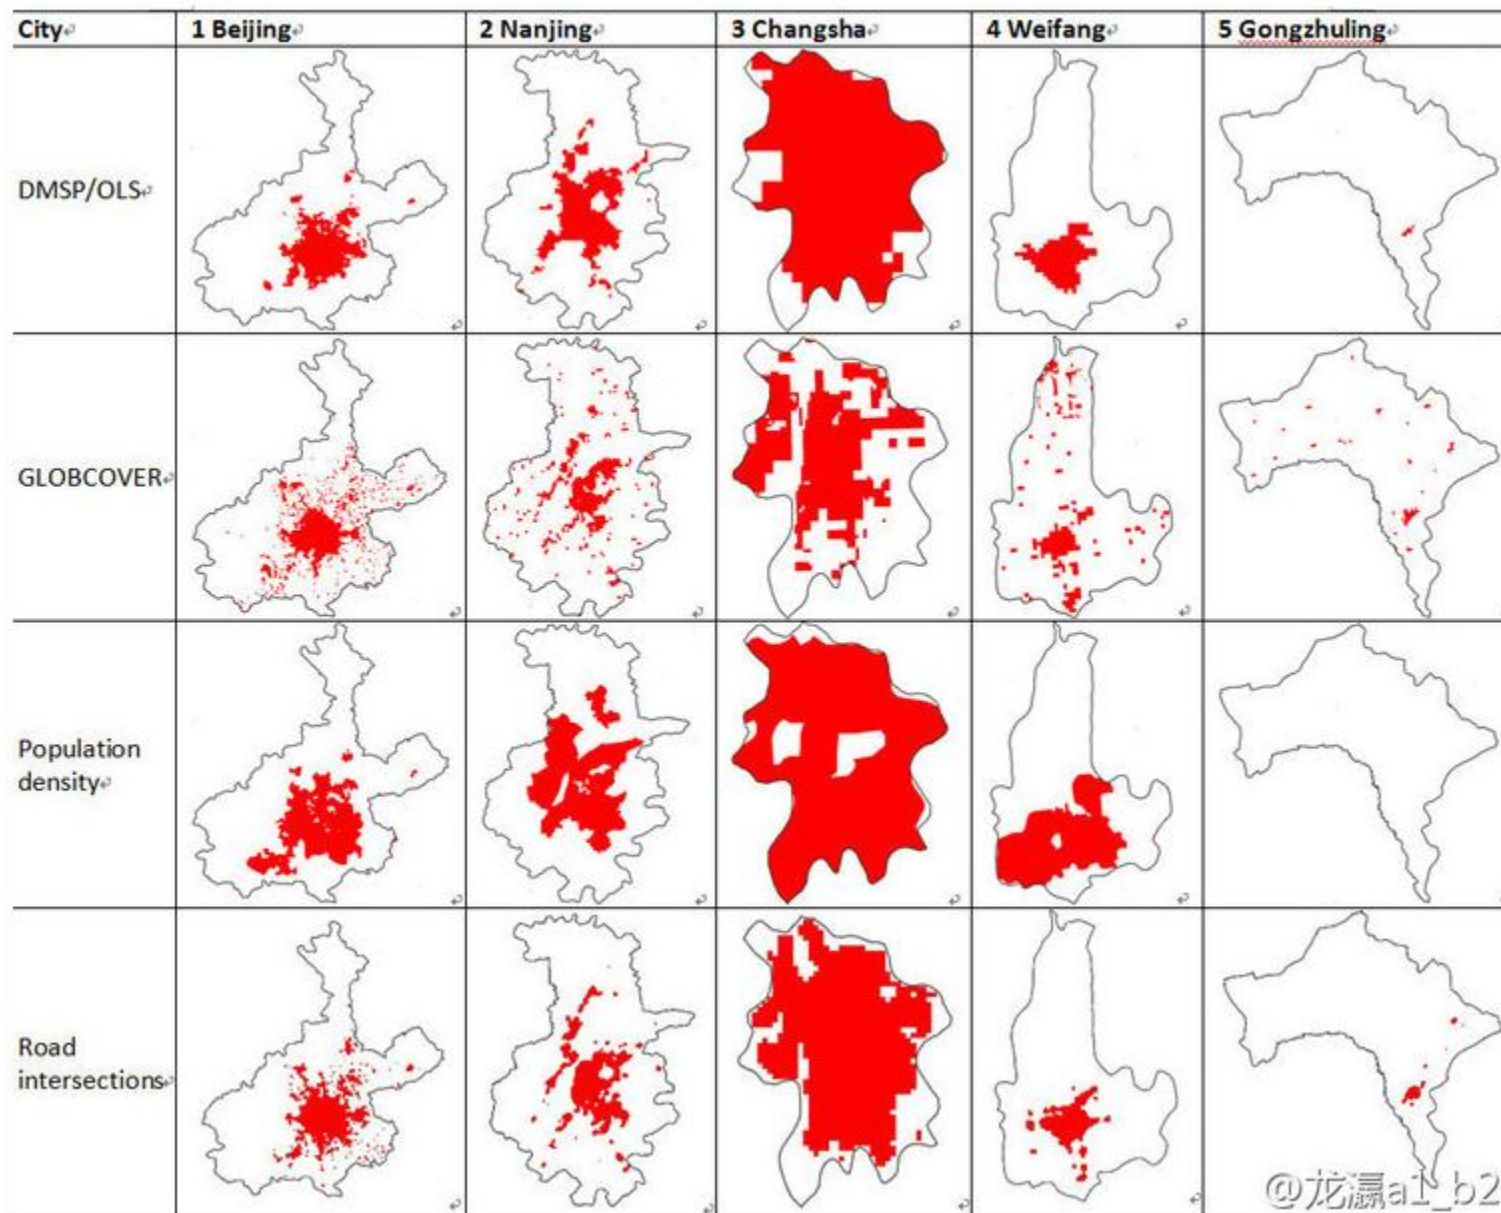 City 1 Beijing 2 Nanjing 3 Changsha 4 Weifang 5 Gongzhuling
DMSP/OLS
GLOBCOVER
Population
density
Road
intersections
@龙瀛a1_b2